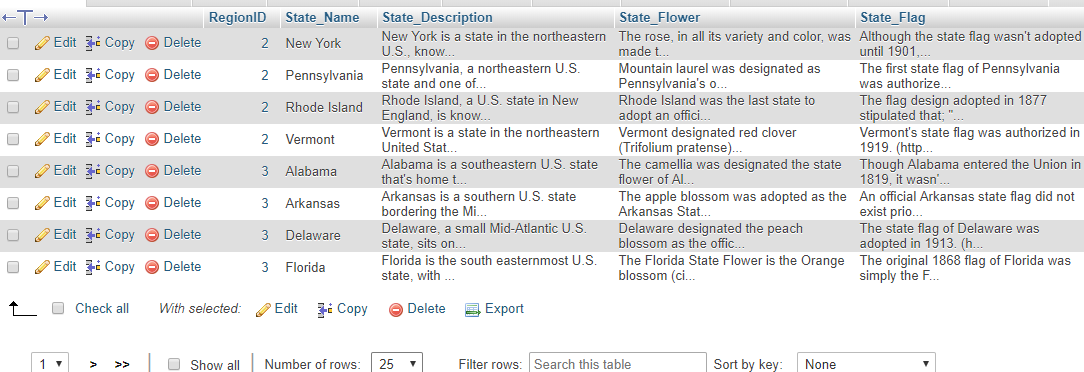 RegionID State_Name State_Description State_Flower State_Flag
Edit Copy Delete 2 New York New York is a state in the northeastern The rose, in all its variety and color, was Although the state flag wasn't adopted
U.S., know... made t... until 1901,...
Edit Copy Delete 2 Pennsylvania Pennsylvania, a northeastern U.S. Mountain laurel was designated as The first state flag of Pennsylvania
state and one of... Pennsylvania's o... was authorize...
Edit Copy Delete 2 Rhode Island Rhode Island, a U.S. state in New Rhode Island was the last state to The flag design adopted in 1877
England, is know... adopt an offici... stipulated that; "...
Edit Copy Delete 2 Vermont Vermont is a state in the northeastern Vermont designated red clover Vermont's state flag was authorized in
United Stat... (Trifolium pratense)... 1919. (http...
Edit Copy Delete 3 Alabama Alabama is a southeastern U.S. state The camellia was designated the state Though Alabama entered the Union in
that's home t... flower of Al... 1819, it wasn'...
Edit Copy Delete 3 Arkansas Arkansas is a southern U.S. state The apple blossom was adopted as the An official Arkansas state flag did not
bordering the Mi... Arkansas Stat... exist prio...
Edit Copy Delete 3 Delaware Delaware, a small Mid-Atlantic U.S. Delaware designated the peach The state flag of Delaware was
state, sits on... blossom as the offic... adopted in 1913. (h...
Edit Copy Delete 3 Florida Florida is the south easternmost U.S. The Florida State Flower is the Orange The original 1868 flag of Florida was
state, with ... blossom (ci... simply the F...
Check all With selected: Edit Copy Delete Export
1 > >> Show all Number of rows: 25 Filter rows: Search this table Sort by key: None